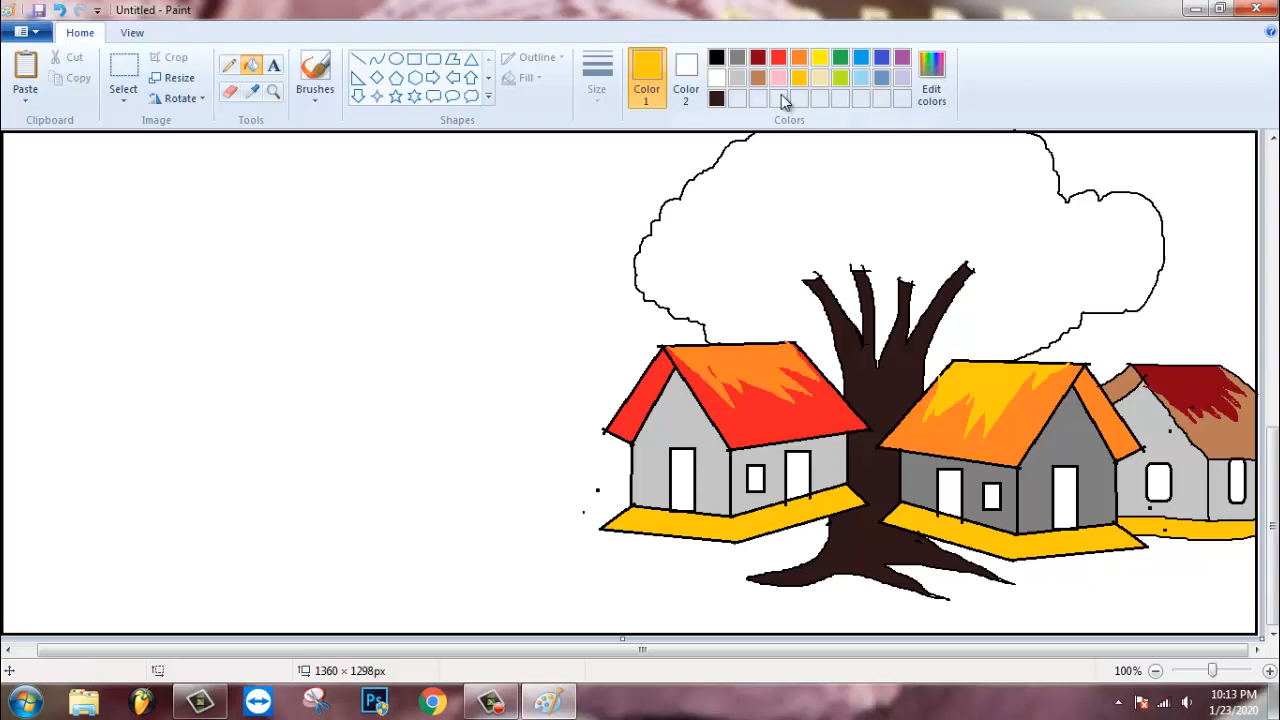 Untitled - Paint
Home View
Paste
Cut
Copy
Clipboard
Select
Crop
Resize
Rotate
Image
A
Tools
Brushes
Outline
Fill
Shapes
Size
Color 1
Color 2
Colors
Edit colors
1360 × 1298px
100%
Ps
10:13 PM
1/23/2020